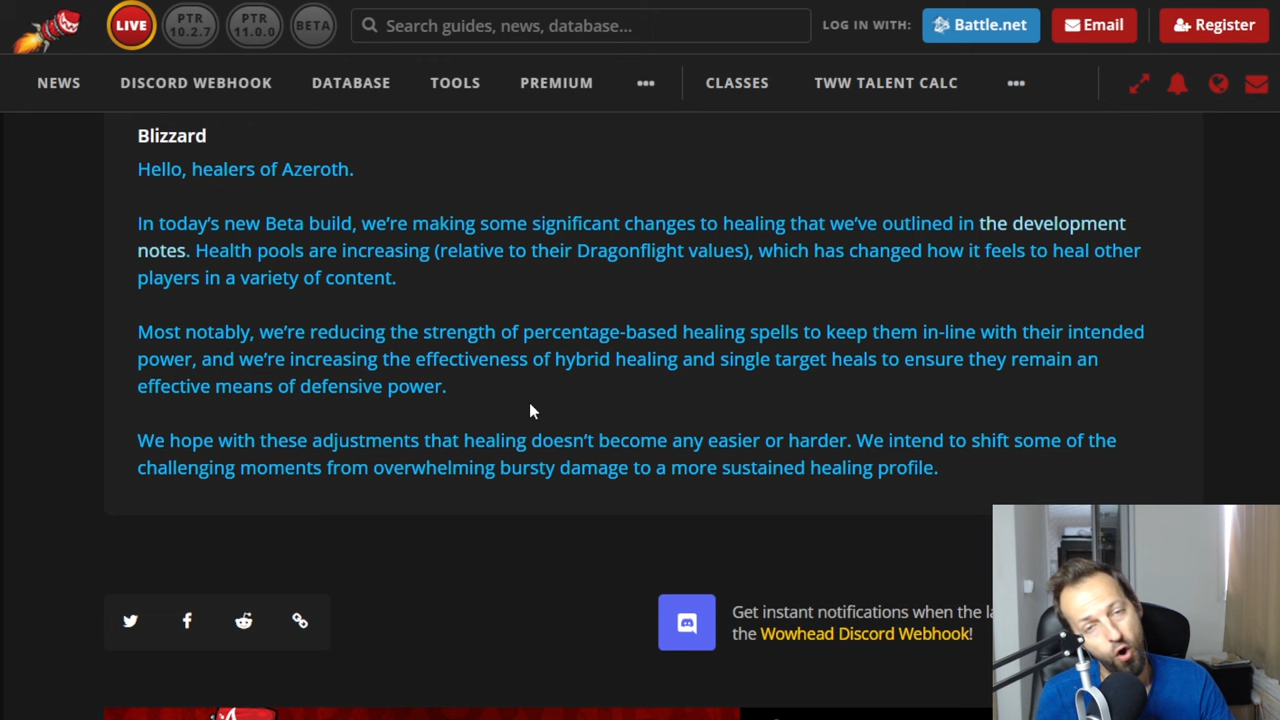 LIVE
PTR
10.2.7
PTR
11.0.0
BETA
Search guides, news, database...
LOG IN WITH:
Battle.net
Email
Register
NEWS
DISCORD WEBHOOK
DATABASE
TOOLS
PREMIUM
•••
CLASSES
TWW TALENT CALC
•••
Blizzard
Hello, healers of Azeroth.
In today's new Beta build, we're making some significant changes to healing that we've outlined in the development
notes. Health pools are increasing (relative to their Dragonflight values), which has changed how it feels to heal other
players in a variety of content.
Most notably, we're reducing the strength of percentage-based healing spells to keep them in-line with their intended
power, and we're increasing the effectiveness of hybrid healing and single target heals to ensure they remain an
effective means of defensive power.
We hope with these adjustments that healing doesn't become any easier or harder. We intend to shift some of the
challenging moments from overwhelming bursty damage to a more sustained healing profile.
Get instant notifications when the
the Wowhead Discord Webhook!